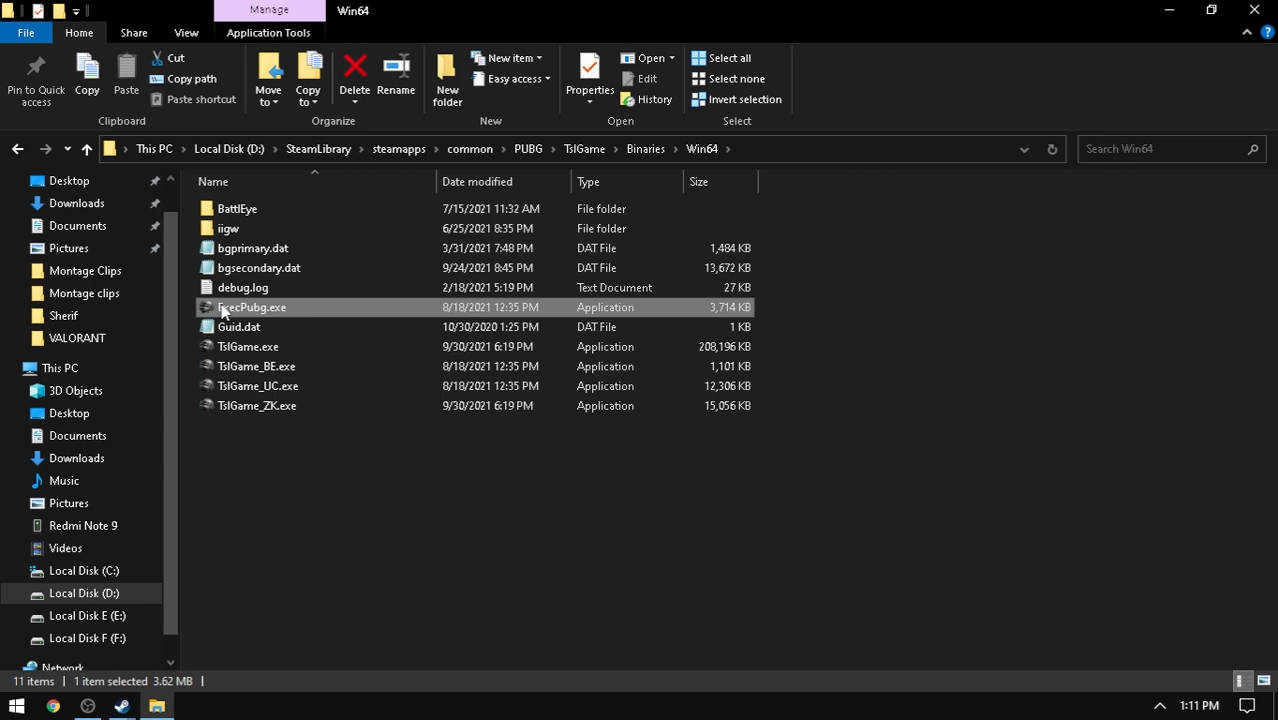 Manage Win64
File Home Share View Application Tools
Pin to Quick access
Copy
Paste
Cut
Copy path
Paste shortcut
Clipboard
Move to
Copy to
Delete
Rename
Organize
New folder
New item
Easy access
New
Properties
Open
Edit
History
Open
Select all
Select none
Invert selection
Select
This PC > Local Disk (D:) > SteamLibrary > steamapps > common > PUBG > TslGame > Binaries > Win64 >
Search Win64
Desktop
Downloads
Documents
Pictures
Montage Clips
Montage clips
Sherif
VALORANT
This PC
3D Objects
Desktop
Documents
Downloads
Music
Pictures
Redmi Note 9
Videos
Local Disk (C:)
Local Disk (D:)
Local Disk E (E:)
Local Disk F (F:)
Network
Name Date modified Type Size
BattlEye 7/15/2021 11:32 AM File folder
iigw 6/25/2021 8:35 PM File folder
bgprimary.dat 3/31/2021 7:48 PM DAT File 1,484 KB
bgsecondary.dat 9/24/2021 8:45 PM DAT File 13,672 KB
debug.log 2/18/2021 5:19 PM Text Document 27 KB
ExecPubg.exe 8/18/2021 12:35 PM Application 3,714 KB
Guid.dat 10/30/2020 1:25 PM DAT File 1 KB
TslGame.exe 9/30/2021 6:19 PM Application 208,196 KB
TslGame_BE.exe 8/18/2021 12:35 PM Application 1,101 KB
TslGame_UC.exe 8/18/2021 12:35 PM Application 12,306 KB
TslGame_ZK.exe 9/30/2021 6:19 PM Application 15,056 KB
11 items 1 item selected 3.62 MB
1:11 PM